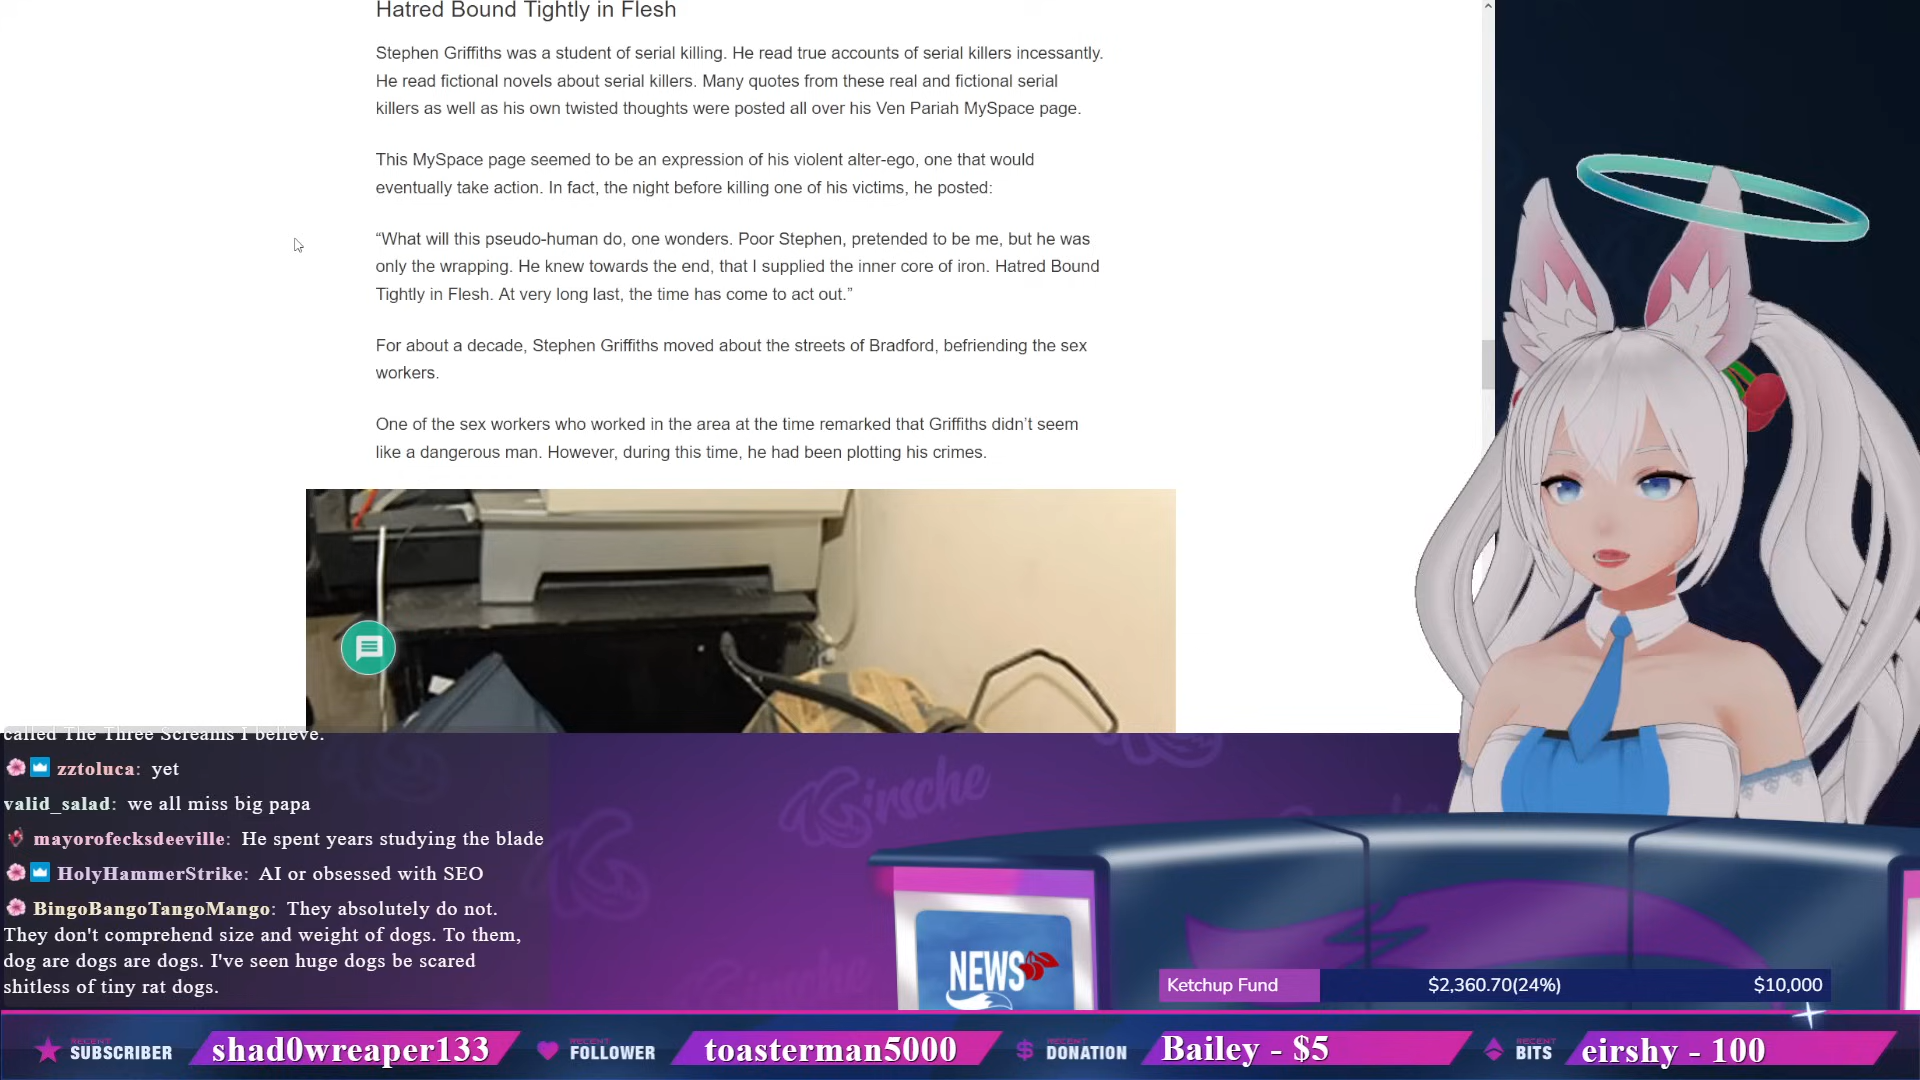 Hatred Bound Tightly in Flesh
Stephen Griffiths was a student of serial killing. He read true accounts of serial killers incessantly.
He read fictional novels about serial killers. Many quotes from these real and fictional serial
killers as well as his own twisted thoughts were posted all over his Ven Pariah MySpace page.
This MySpace page seemed to be an expression of his violent alter-ego, one that would
eventually take action. In fact, the night before killing one of his victims, he posted:
“What will this pseudo-human do, one wonders. Poor Stephen, pretended to be me, but he was
only the wrapping. He knew towards the end, that I supplied the inner core of iron. Hatred Bound
Tightly in Flesh. At very long last, the time has come to act out.”
For about a decade, Stephen Griffiths moved about the streets of Bradford, befriending the sex
workers.
One of the sex workers who worked in the area at the time remarked that Griffiths didn’t seem
like a dangerous man. However, during this time, he had been plotting his crimes.
called The Three Screams I believe.
zztoluca: yet
valid_salad: we all miss big papa
mayorofecksdeeville: He spent years studying the blade
HolyHammerStrike: AI or obsessed with SEO
BingoBangoTangoMango: They absolutely do not.
They don't comprehend size and weight of dogs. To them,
dog are dogs are dogs. I've seen huge dogs be scared
shitless of tiny rat dogs.
Girsche
NEWS
Ketchup Fund $2,360.70(24%) $10,000
RECENT SUBSCRIBER shad0wreaper133
RECENT FOLLOWER toasterman5000
RECENT DONATION Bailey - $5
RECENT BITS eirshy - 100